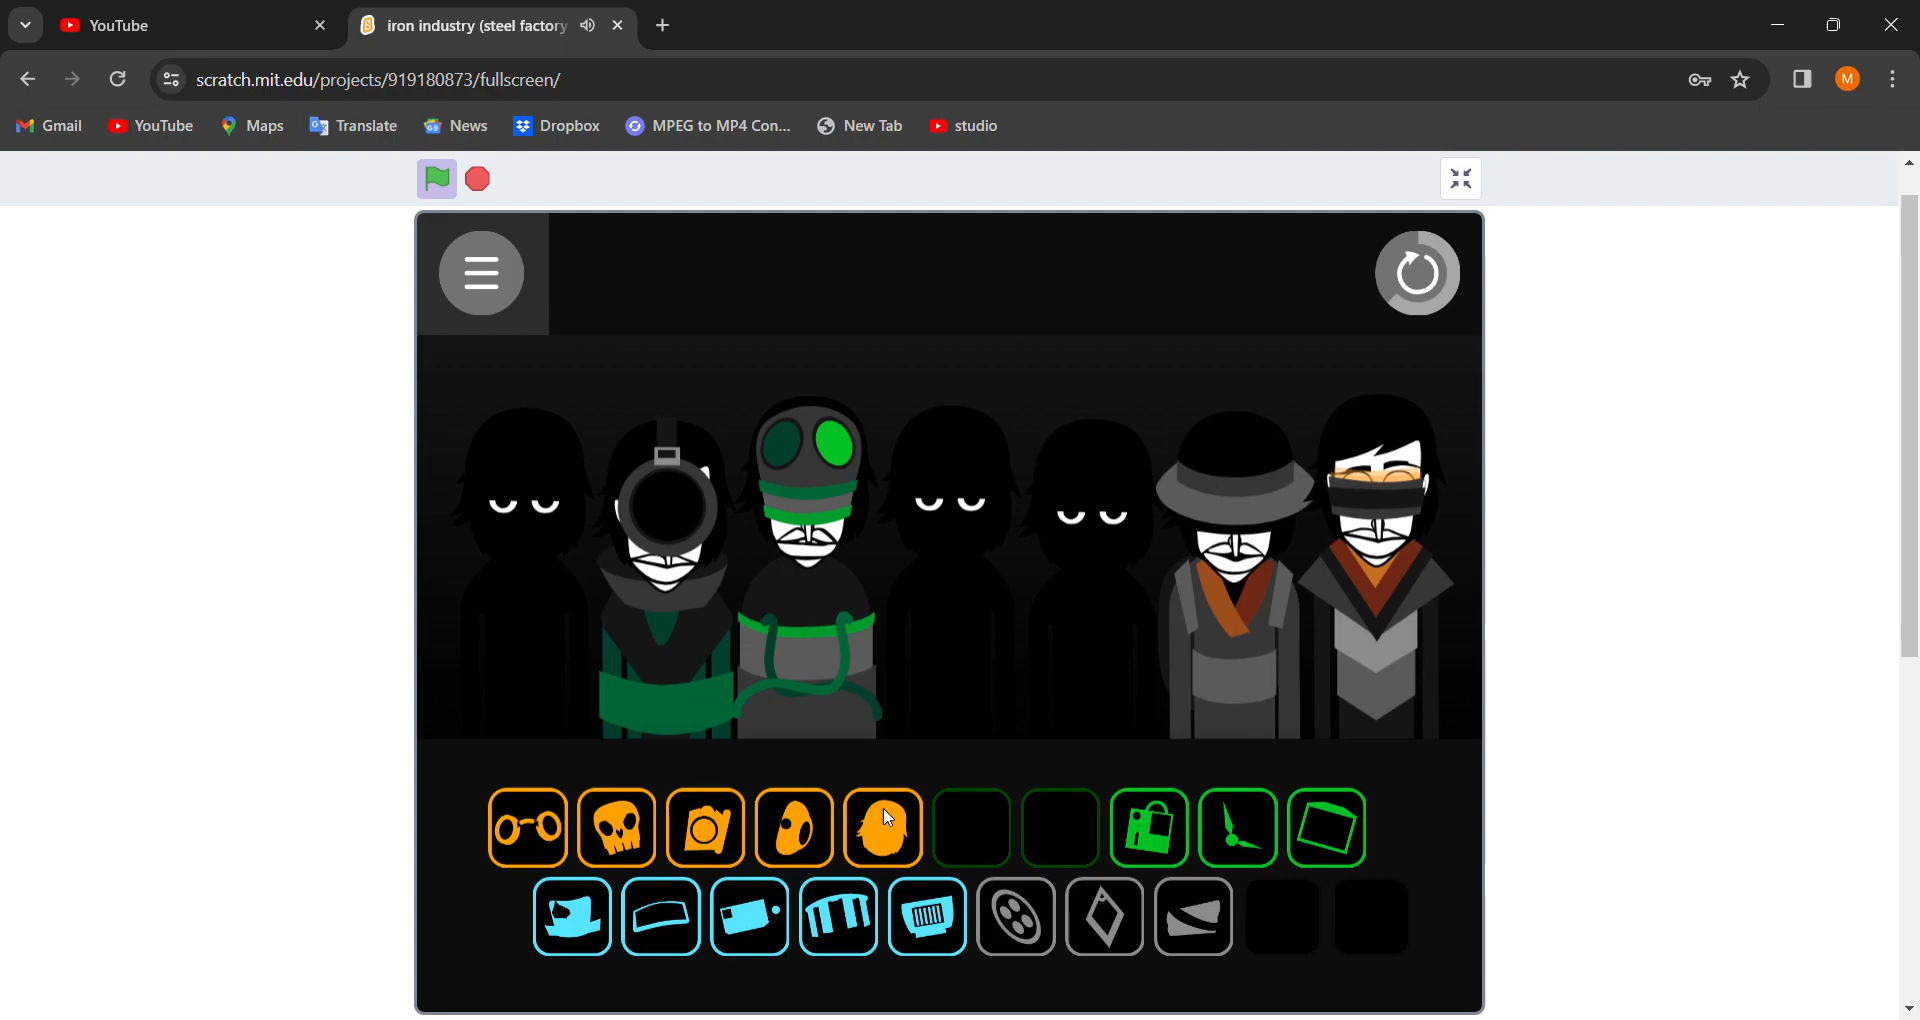 YouTube
iron industry (steel factory
scratch.mit.edu/projects/919180873/fullscreen/
M
Gmail YouTube Maps Translate News Dropbox MPEG to MP4 Con... New Tab studio